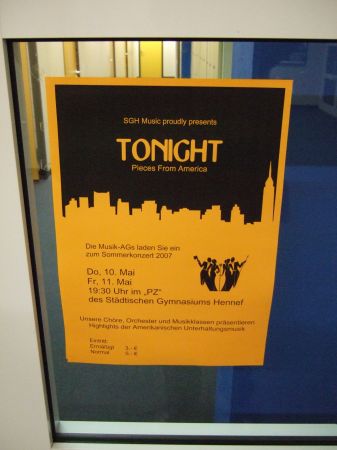 SGH Music proudly presents
TONIGHT
Pieces From America
Die Musik-AGs laden Sie ein
zum Sommerkonzert 2007
Do, 10. Mai
Fr, 11. Mai
19:30 Uhr im „PZ"
des Städtischen Gymnasiums Hennef
Unsere Chöre, Orchester und Musikklassen präsentieren
Highlights der Amerikanischen Unterhaltungsmusik
Eintritt:
Ermäßigt 3,- €
Normal 5,- €